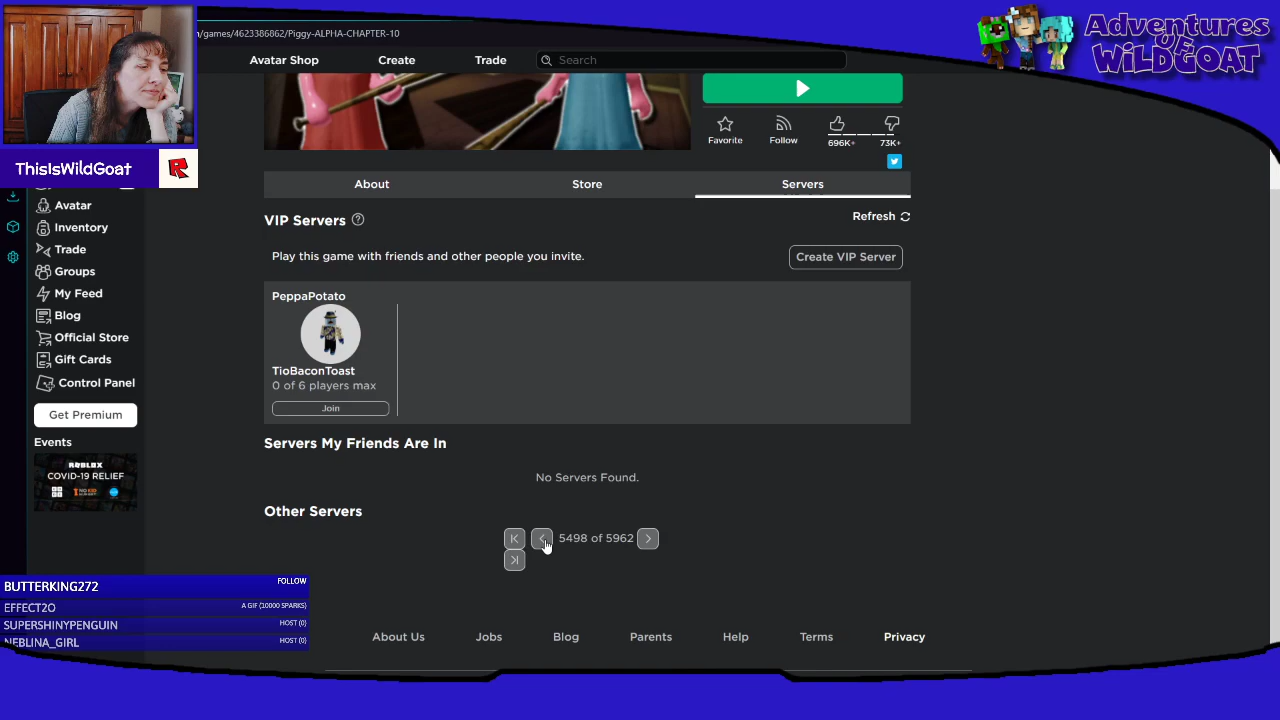 n/games/4623386862/Piggy-ALPHA-CHAPTER-10
Adventures
of
WildGoat
Avatar Shop
Create
Trade
Search
Favorite
Follow
696K+
73K+
ThisIsWildGoat
About
Store
Servers
Avatar
Inventory
Trade
Groups
My Feed
Blog
Official Store
Gift Cards
Control Panel
Get Premium
Events
ROBLOX
COVID-19 RELIEF
VIP Servers
Refresh
Play this game with friends and other people you invite.
Create VIP Server
PeppaPotato
TioBaconToast
0 of 6 players max
Join
Servers My Friends Are In
No Servers Found.
Other Servers
5498 of 5962
BUTTERKING272
FOLLOW
EFFECT2O
A GIF (10000 SPARKS)
SUPERSHINYPENGUIN
HOST (0)
NEBLINA_GIRL
HOST (0)
About Us
Jobs
Blog
Parents
Help
Terms
Privacy